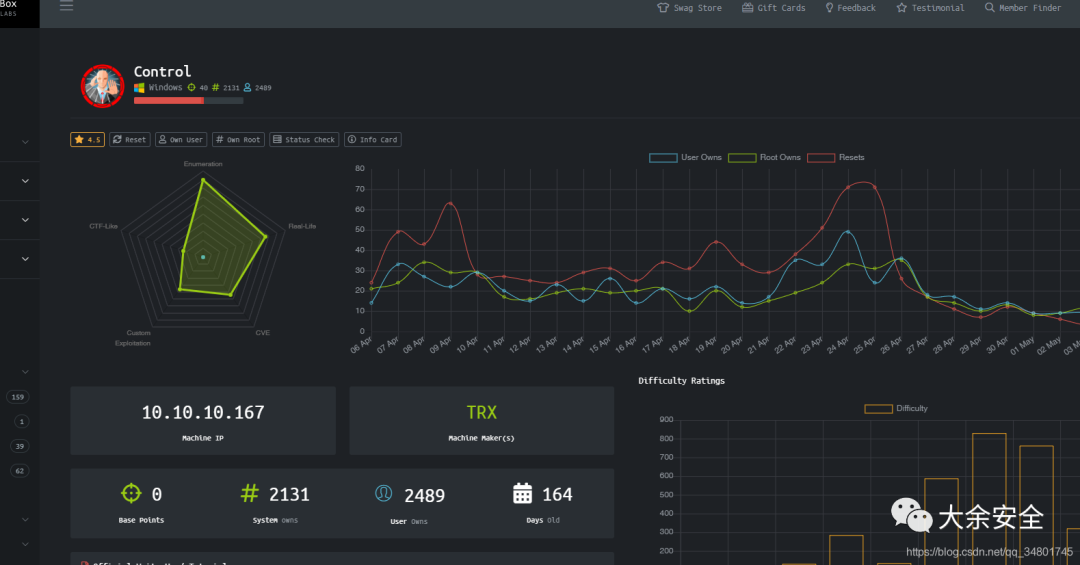 Box
LABS
Swag Store Gift Cards Feedback Testimonial Member Finder
Control
Windows 40 # 2131 2489
4.5 Reset Own User # Own Root Status Check Info Card
Enumeration
Real-Life
CVE
Custom
Exploitation
CTF-Like
User Owns Root Owns Resets
80
70
60
50
40
30
20
10
0
06 Apr 07 Apr 08 Apr 09 Apr 10 Apr 11 Apr 12 Apr 13 Apr 14 Apr 15 Apr 16 Apr 17 Apr 18 Apr 19 Apr 20 Apr 21 Apr 22 Apr 23 Apr 24 Apr 25 Apr 26 Apr 27 Apr 28 Apr 29 Apr 30 Apr 01 May 02 May 03 M
10.10.10.167
Machine IP
TRX
Machine Maker(s)
0
Base Points
# 2131
System owns
2489
User Owns
164
Days Old
Difficulty Ratings
Difficulty
900
800
700
600
500
400
300
200
159
1
39
62
大余安全
https://blog.csdn.net/qq_34801745